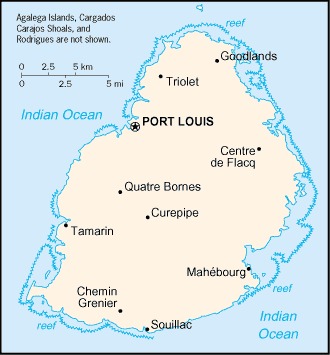 Agalega Islands, Cargados
Carajos Shoals, and
Rodrigues are not shown.
0 2.5 5 km
0 2.5 5 mi
reef
Goodlands
Triolet
Indian Ocean
PORT LOUIS
Centre
de Flacq
Quatre Bornes
Curepipe
Tamarin
Mahébourg
Chemin
Grenier
reef
Indian
Ocean
reef
Souillac